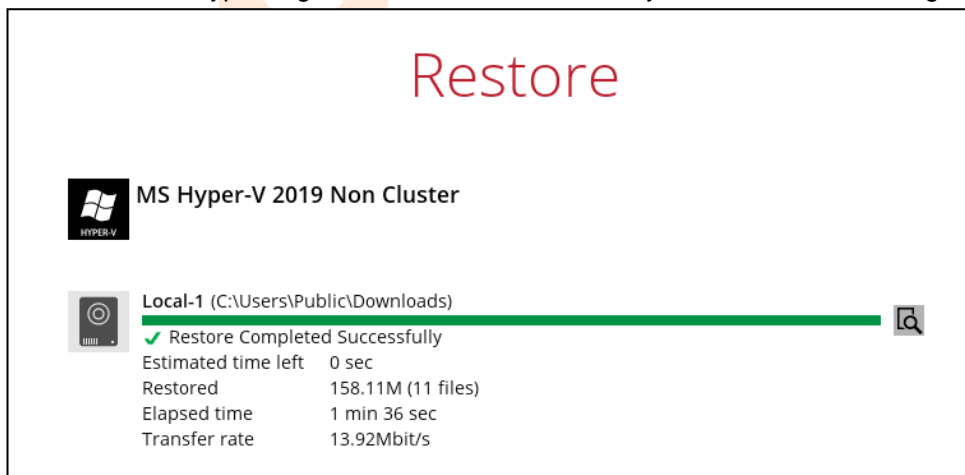 Restore
MS Hyper-V 2019 Non Cluster
HYPER-V
Local-1 (C:\Users\Public\Downloads)
Restore Completed Successfully
Estimated time left 0 sec
Restored 158.11M (11 files)
Elapsed time 1 min 36 sec
Transfer rate 13.92Mbit/s